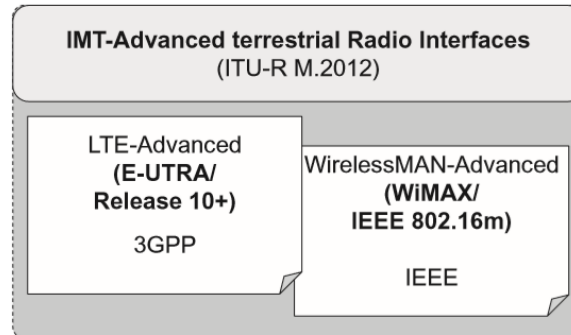 IMT-Advanced terrestrial Radio Interfaces
(ITU-R M.2012)
LTE-Advanced
(E-UTRA/
Release 10+)
3GPP
WirelessMAN-Advanced
(WiMAX/
IEEE 802.16m)
IEEE